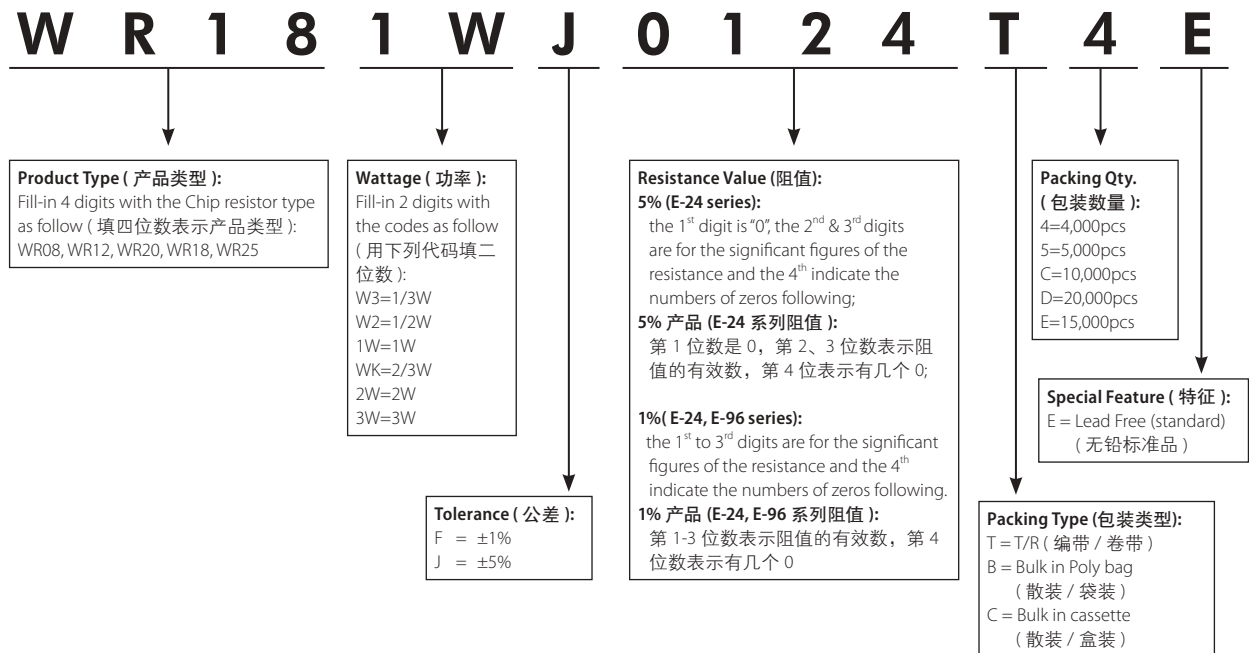 W R 1 8 1 W J 0 1 2 4 T 4 E
Product Type ( 产品类型 ):
Fill-in 4 digits with the Chip resistor type
as follow ( 填四位数表示产品类型 ):
WR08, WR12, WR20, WR18, WR25
Wattage ( 功率 ):
Fill-in 2 digits with
the codes as follow
( 用下列代码填二
位数 ):
W3=1/3W
W2=1/2W
1W=1W
WK=2/3W
2W=2W
3W=3W
Tolerance ( 公差 ):
F = ±1%
J = ±5%
Resistance Value (阻值):
5% (E-24 series):
the 1st digit is “0”, the 2nd & 3rd digits
are for the significant figures of the
resistance and the 4th indicate the
numbers of zeros following;
5% 产品 (E-24 系列阻值 ):
第 1 位数是 0，第 2、3 位数表示阻
值的有效数，第 4 位表示有几个 0;
1%( E-24, E-96 series):
the 1st to 3rd digits are for the significant
figures of the resistance and the 4th
indicate the numbers of zeros following.
1% 产品 (E-24, E-96 系列阻值 ):
第 1-3 位数表示阻值的有效数，第 4
位数表示有几个 0
Packing Qty.
( 包装数量 ):
4=4,000pcs
5=5,000pcs
C=10,000pcs
D=20,000pcs
E=15,000pcs
Special Feature ( 特征 ):
E = Lead Free (standard)
( 无铅标准品 )
Packing Type (包装类型):
T = T/R ( 编带 / 卷带 )
B = Bulk in Poly bag
( 散装 / 袋装 )
C = Bulk in cassette
( 散装 / 盒装 )